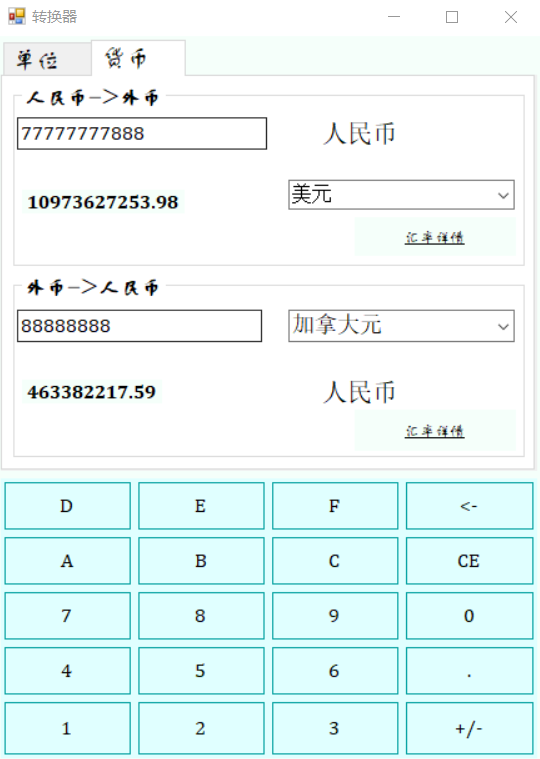 转换器
单位 货币
人民币->外币
77777777888 人民币
10973627253.98 美元
汇率详情
外币->人民币
88888888 加拿大元
463382217.59 人民币
汇率详情
D E F <-
A B C CE
7 8 9 0
4 5 6 .
1 2 3 +/-